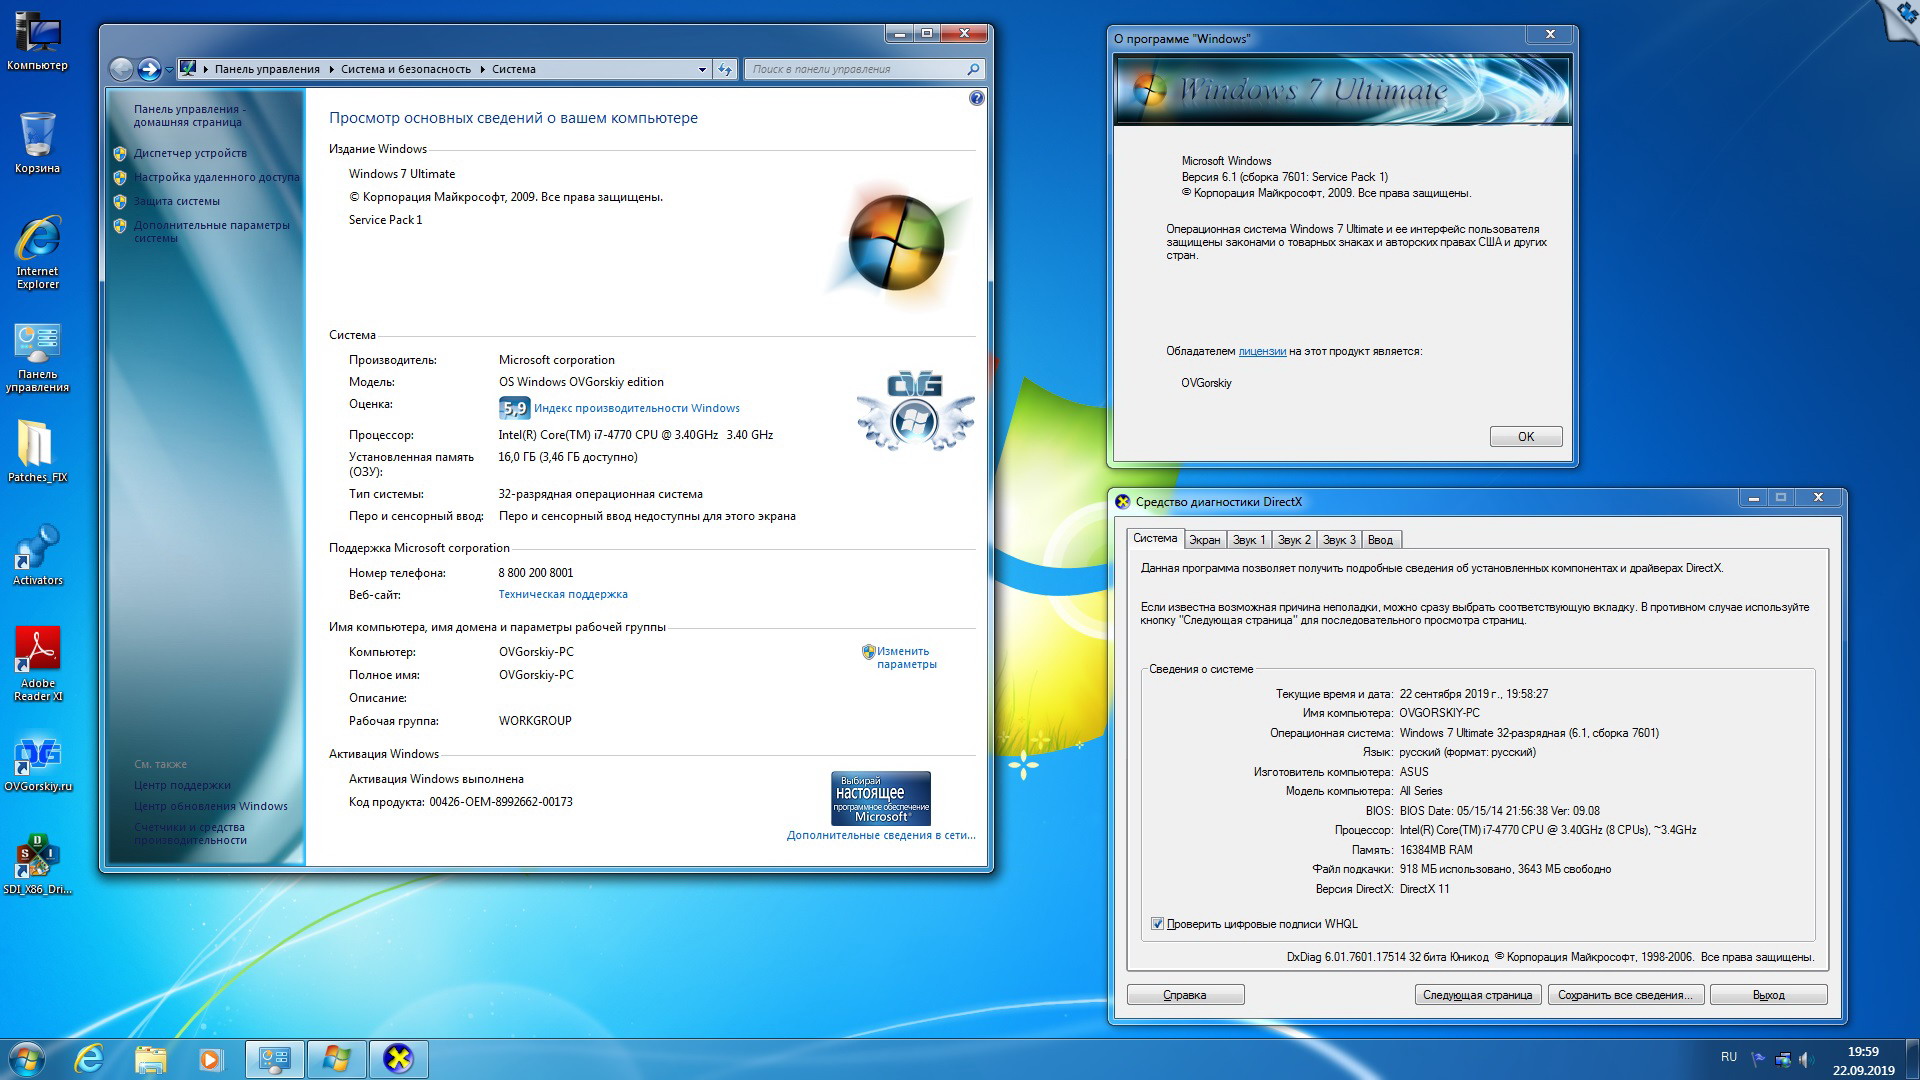 Компьютер
Корзина
Internet
Explorer
Панель
управления
Patches_FIX
Activators
Adobe
Reader XI
OVGorskiy.ru
SDI_X86_Dri...
Панель управления
Система и безопасность
Система
Поиск в панели управления
Панель управления -
домашняя страница
Диспетчер устройств
Настройка удаленного доступа
Защита системы
Дополнительные параметры
системы
См. также
Центр поддержки
Центр обновления Windows
Счетчики и средства
производительности
Просмотр основных сведений о вашем компьютере
Издание Windows
Windows 7 Ultimate
© Корпорация Майкрософт, 2009. Все права защищены.
Service Pack 1
Система
Производитель: Microsoft corporation
Модель: OS Windows OVGorskiy edition
Оценка: 5,9 Индекс производительности Windows
Процессор: Intel(R) Core(TM) i7-4770 CPU @ 3.40GHz 3.40 GHz
Установленная память
(ОЗУ): 16,0 ГБ (3,46 ГБ доступно)
Тип системы: 32-разрядная операционная система
Перо и сенсорный ввод: Перо и сенсорный ввод недоступны для этого экрана
OVG
Поддержка Microsoft corporation
Номер телефона: 8 800 200 8001
Веб-сайт: Техническая поддержка
Имя компьютера, имя домена и параметры рабочей группы
Компьютер: OVGorskiy-PC
Изменить
параметры
Полное имя: OVGorskiy-PC
Описание:
Рабочая группа: WORKGROUP
Активация Windows
Активация Windows выполнена
Код продукта: 00426-OEM-8992662-00173
Выбирай
настоящее
программное обеспечение
Microsoft®
Дополнительные сведения в сети...
О программе "Windows"
Windows 7 Ultimate
Microsoft Windows
Версия 6.1 (сборка 7601: Service Pack 1)
© Корпорация Майкрософт, 2009. Все права защищены.
Операционная система Windows 7 Ultimate и ее интерфейс пользователя
защищены законами о товарных знаках и авторских правах США и других
стран.
Обладателем лицензии на этот продукт является:
OVGorskiy
OK
Средство диагностики DirectX
Система Экран Звук 1 Звук 2 Звук 3 Ввод
Данная программа позволяет получить подробные сведения об установленных компонентах и драйверах DirectX.
Если известна возможная причина неполадки, можно сразу выбрать соответствующую вкладку. В противном случае используйте
кнопку "Следующая страница" для последовательного просмотра страниц.
Сведения о системе
Текущие время и дата: 22 сентября 2019 г., 19:58:27
Имя компьютера: OVGORSKIY-PC
Операционная система: Windows 7 Ultimate 32-разрядная (6.1, сборка 7601)
Язык: русский (формат: русский)
Изготовитель компьютера: ASUS
Модель компьютера: All Series
BIOS: BIOS Date: 05/15/14 21:56:38 Ver: 09.08
Процессор: Intel(R) Core(TM) i7-4770 CPU @ 3.40GHz (8 CPUs), ~3.4GHz
Память: 16384MB RAM
Файл подкачки: 918 МБ использовано, 3643 МБ свободно
Версия DirectX: DirectX 11
Проверить цифровые подписи WHQL
DxDiag 6.01.7601.17514 32 бита Юникод © Корпорация Майкрософт, 1998-2006. Все права защищены.
Справка Следующая страница Сохранить все сведения... Выход
RU
19:59
22.09.2019